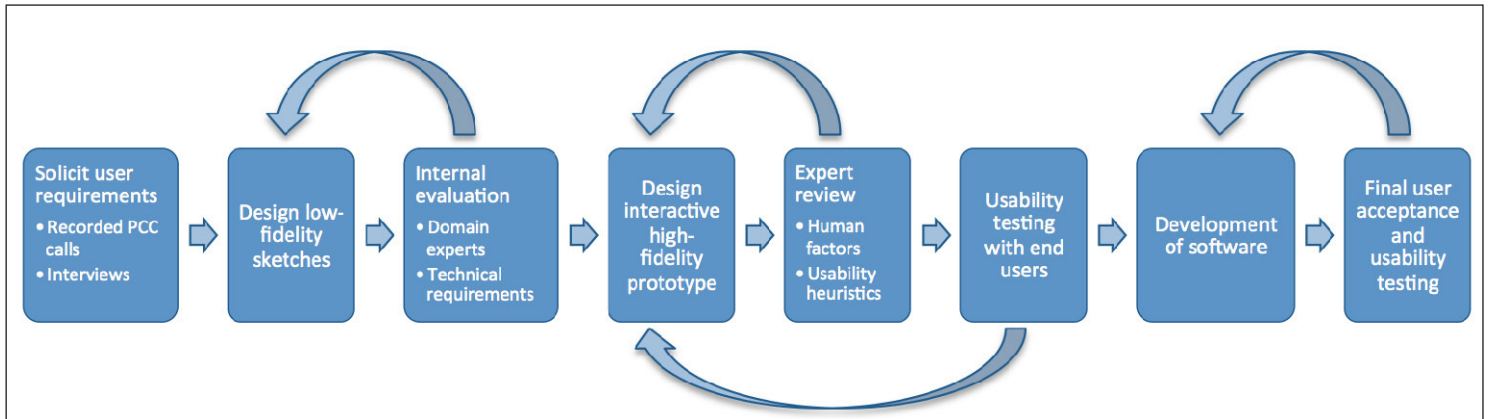 Solicit user
requirements
• Recorded PCC
calls
• Interviews
Design low-
fidelity
sketches
Internal
evaluation
• Domain
experts
• Technical
requirements
Design
interactive
high-
fidelity
prototype
Expert
review
• Human
factors
• Usability
heuristics
Usability
testing
with end
users
Development
of software
Final user
acceptance
and
usability
testing